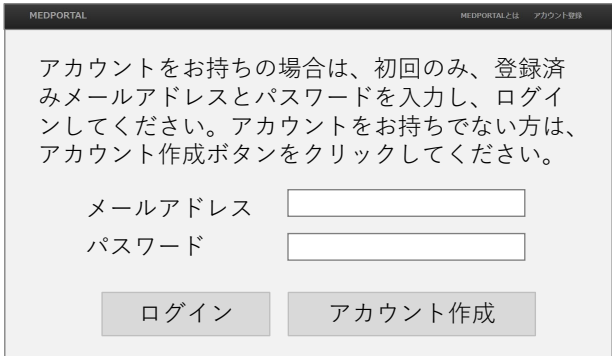 MEDPORTAL MEDPORTALとは アカウント登録
アカウントをお持ちの場合は、初回のみ、登録済
みメールアドレスとパスワードを入力し、ログイ
ンしてください。アカウントをお持ちでない方は、
アカウント作成ボタンをクリックしてください。
メールアドレス
パスワード
ログイン アカウント作成